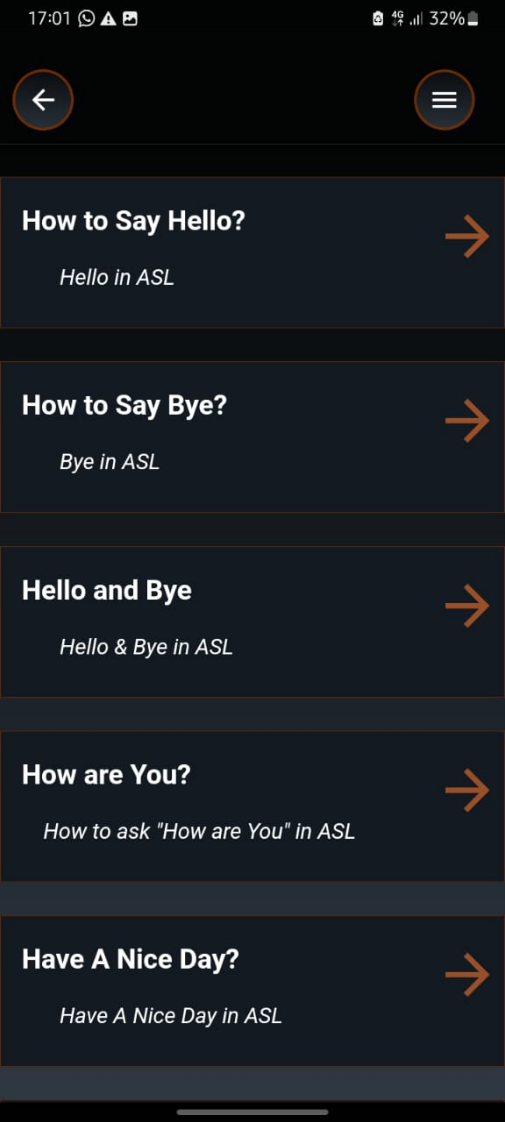 17:01 4G 32%
How to Say Hello?
Hello in ASL
How to Say Bye?
Bye in ASL
Hello and Bye
Hello & Bye in ASL
How are You?
How to ask "How are You" in ASL
Have A Nice Day?
Have A Nice Day in ASL